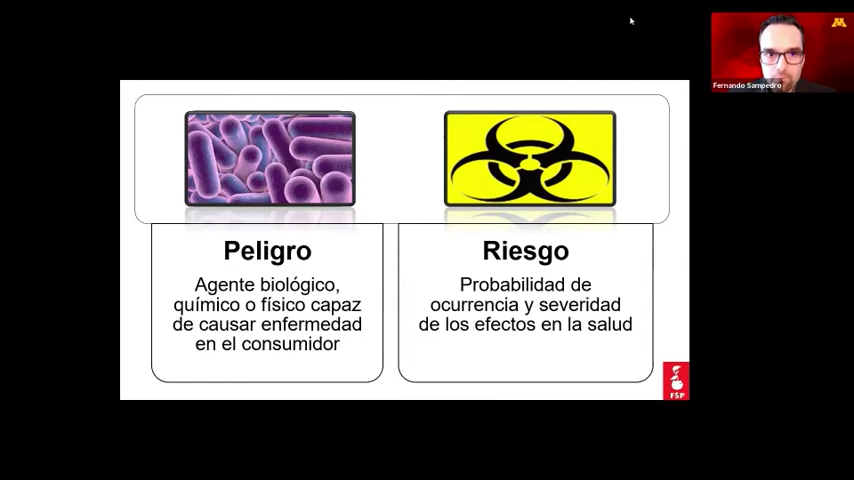 Fernando Sampedro
Peligro
Agente biológico,
químico o físico capaz
de causar enfermedad
en el consumidor
Riesgo
Probabilidad de
ocurrencia y severidad
de los efectos en la salud
FSP